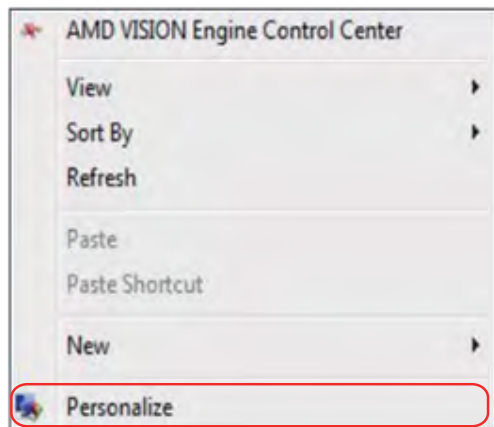 AMD VISION Engine Control Center
View
Sort By
Refresh
Paste
Paste Shortcut
New
Personalize